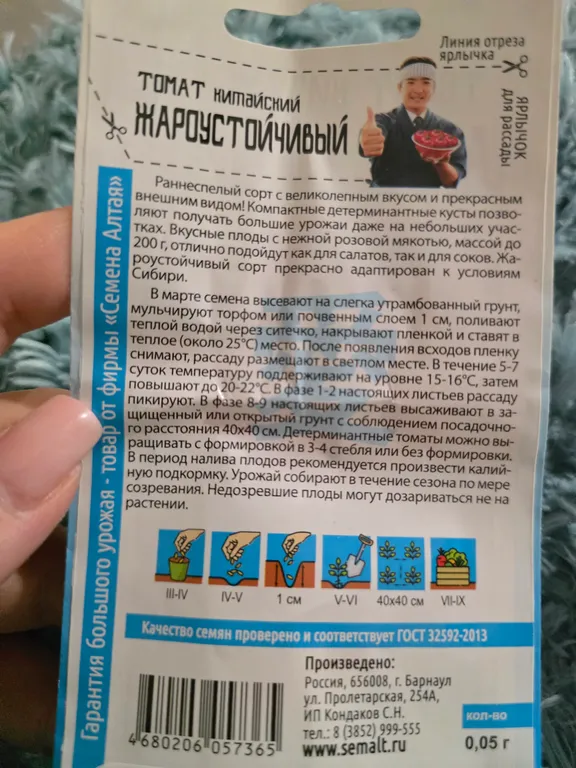 Линия отреза
ярлычка
ТОМАТ КИТАЙСКИЙ
ЖАРОУСТОЙЧИВЫЙ
ЯРЛЫЧОК
для рассады
Раннеспелый сорт с великолепным вкусом и прекрасным
внешним видом! Компактные детерминантные кусты позво-
ляют получать большие урожаи даже на небольших учас-
тках. Вкусные плоды с нежной розовой мякотью, массой до
200 г, отлично подойдут как для салатов, так и для соков. Жа-
роустойчивый сорт прекрасно адаптирован к условиям
Сибири.
В марте семена высевают на слегка утрамбованный грунт,
мульчируют торфом или почвенным слоем 1 см, поливают
теплой водой через ситечко, накрывают пленкой и ставят в
теплое (около 25°С) место. После появления всходов пленку
снимают, рассаду размещают в светлом месте. В течение 5-7
суток температуру поддерживают на уровне 15-16°С, затем
повышают до 20-22°С. В фазе 1-2 настоящих листьев рассаду
пикируют. В фазе 8-9 настоящих листьев высаживают в за-
щищенный или открытый грунт с соблюдением посадочно-
го расстояния 40х40 см. Детерминантные томаты можно вы-
ращивать с формировкой в 3-4 стебля или без формировки.
В период налива плодов рекомендуется произвести калий-
ную подкормку. Урожай собирают в течение сезона по мере
созревания. Недозревшие плоды могут дозариваться не на
растении.
III-IV
IV-V
1 см
V-VI
40х40 см
VII-IX
Качество семян проверено и соответствует ГОСТ 32592-2013
Гарантия большого урожая - товар от фирмы «Семена Алтая»
Произведено:
Россия, 656008, г. Барнаул
ул. Пролетарская, 254А,
ИП Кондаков С.Н.
тел.: 8 (3852) 999-555
www.semalt.ru
кол-во
0,05 г
4680206057365